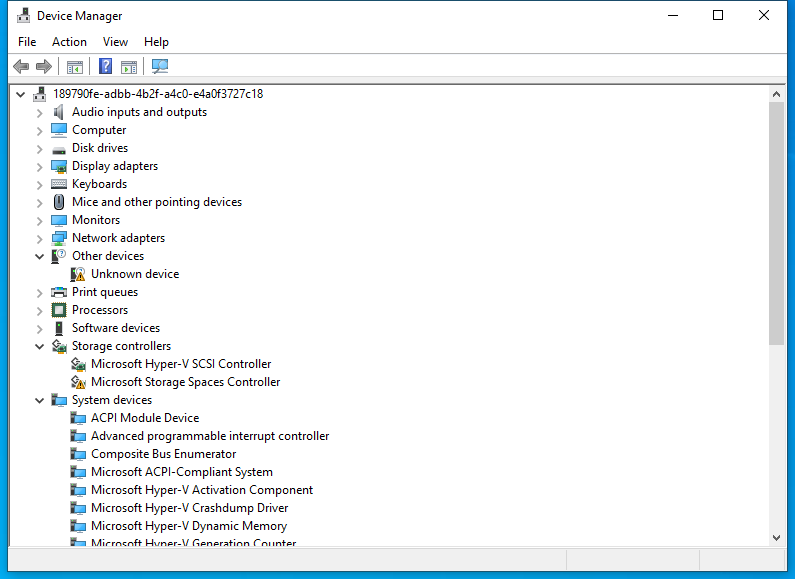 Device Manager
File Action View Help
189790fe-adbb-4b2f-a4c0-e4a0f3727c18
Audio inputs and outputs
Computer
Disk drives
Display adapters
Keyboards
Mice and other pointing devices
Monitors
Network adapters
Other devices
Unknown device
Print queues
Processors
Software devices
Storage controllers
Microsoft Hyper-V SCSI Controller
Microsoft Storage Spaces Controller
System devices
ACPI Module Device
Advanced programmable interrupt controller
Composite Bus Enumerator
Microsoft ACPI-Compliant System
Microsoft Hyper-V Activation Component
Microsoft Hyper-V Crashdump Driver
Microsoft Hyper-V Dynamic Memory
Microsoft Hyper-V Generation Counter